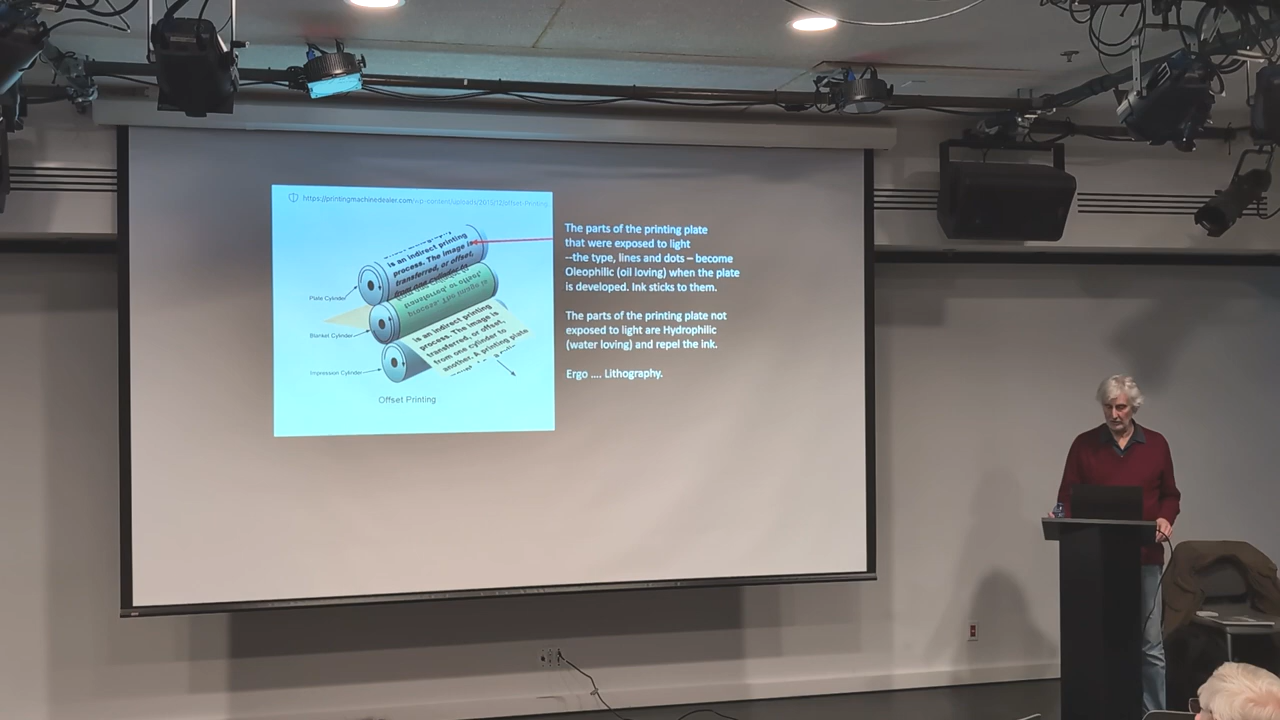 https://printingmachinedealer.com/wp-content/uploads/2013/12/offset-Printing
is an indirect printing
process. The image is
transferred, or offset,
from one cylinder to
Plate Cylinder
Blanket Cylinder
is an indirect printing
process. The image is
transferred, or offset,
from one cylinder to
another. A printing plate
Impression Cylinder
Offset Printing
The parts of the printing plate
that were exposed to light
--the type, lines and dots – become
Oleophilic (oil loving) when the plate
is developed. Ink sticks to them.
The parts of the printing plate not
exposed to light are Hydrophilic
(water loving) and repel the ink.
Ergo .... Lithography.